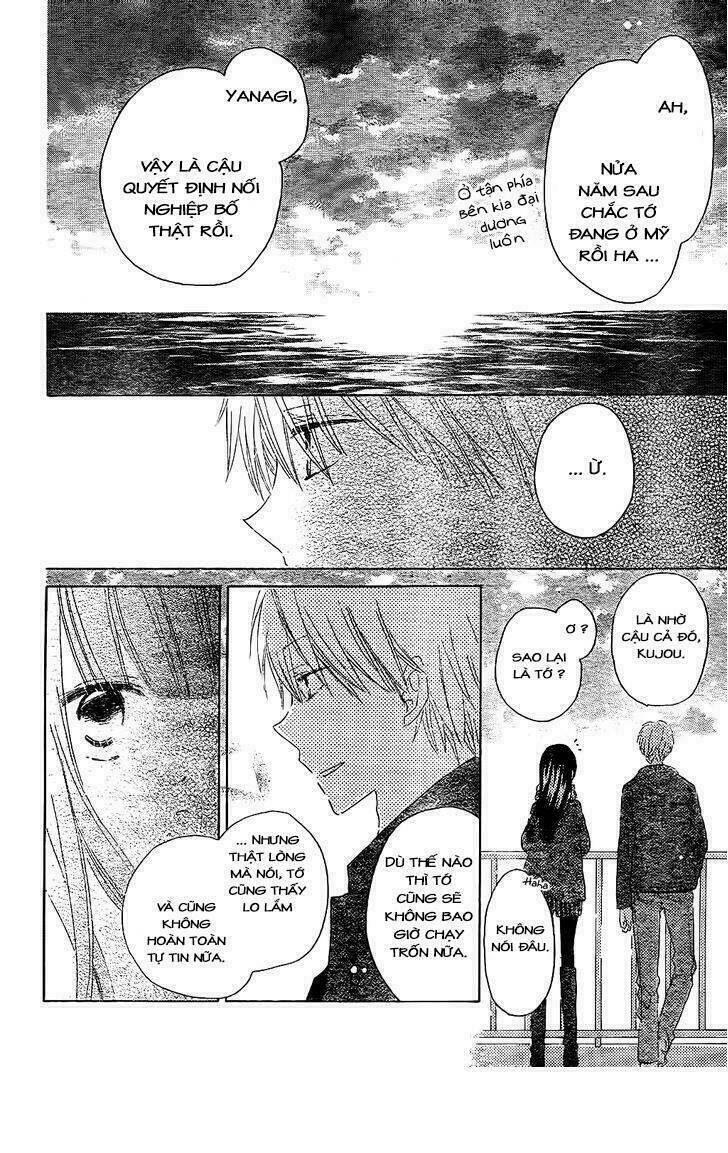 AH,
NỬA
NĂM SAU
CHẮC TỚ
ĐANG Ở MỸ
RỒI HA ...
Ở tận phía
bên kia đại
dương
luôn
YANAGI,
VẬY LÀ CẬU
QUYẾT ĐỊNH NỐI
NGHIỆP BỐ
THẬT RỒI.
... Ừ.
LÀ NHỜ
CẬU CẢ ĐÓ,
KUJOU.
Ơ ?
SAO LẠI
LÀ TỚ ?
Haha
KHÔNG
NÓI ĐÂU.
DÙ THẾ NÀO
THÌ TỚ
CŨNG SẼ
KHÔNG BAO
GIỜ CHẠY
TRỐN NỮA.
... NHƯNG
THẬT LÒNG
MÀ NÓI, TỚ
CŨNG THẤY
LO LẮM
VÀ CŨNG
KHÔNG
HOÀN TOÀN
TỰ TIN NỮA.